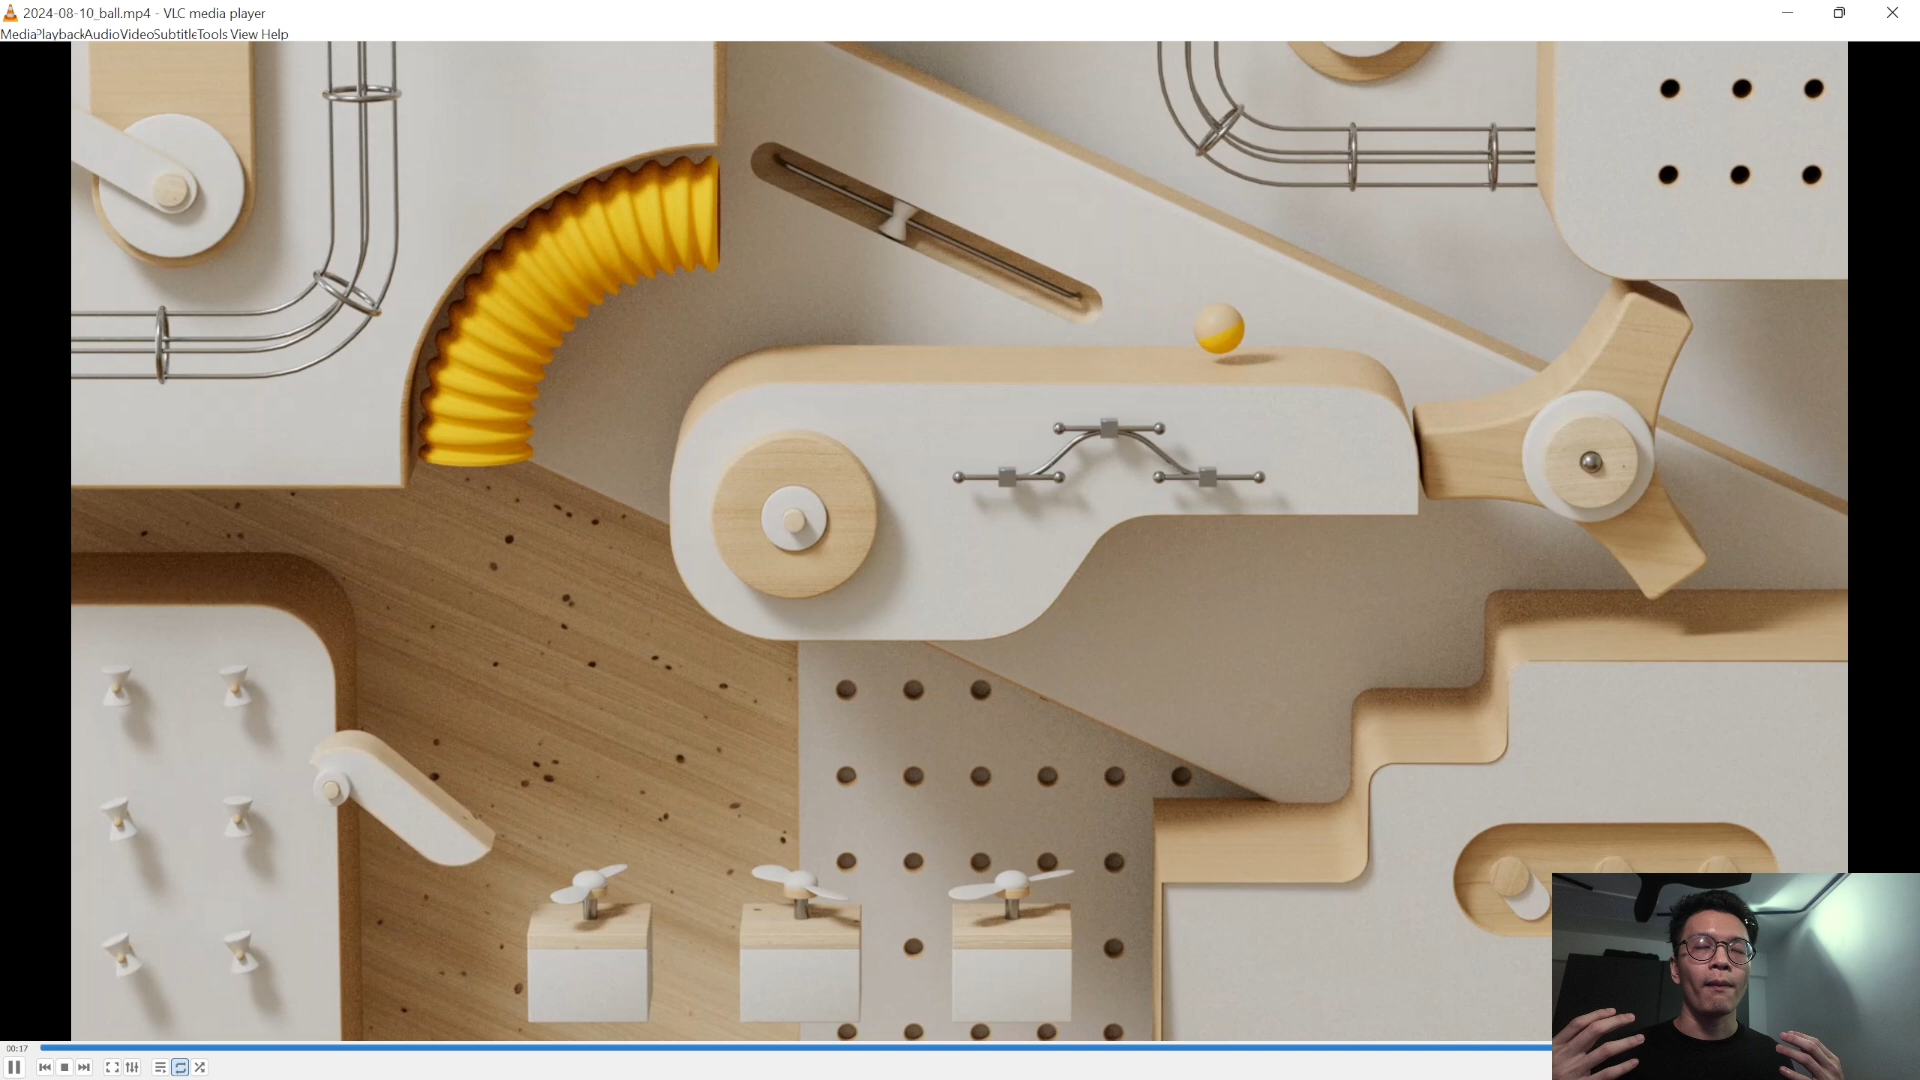 2024-08-10_ball.mp4 - VLC media player
Media Playback Audio Video Subtitle Tools View Help
00:17